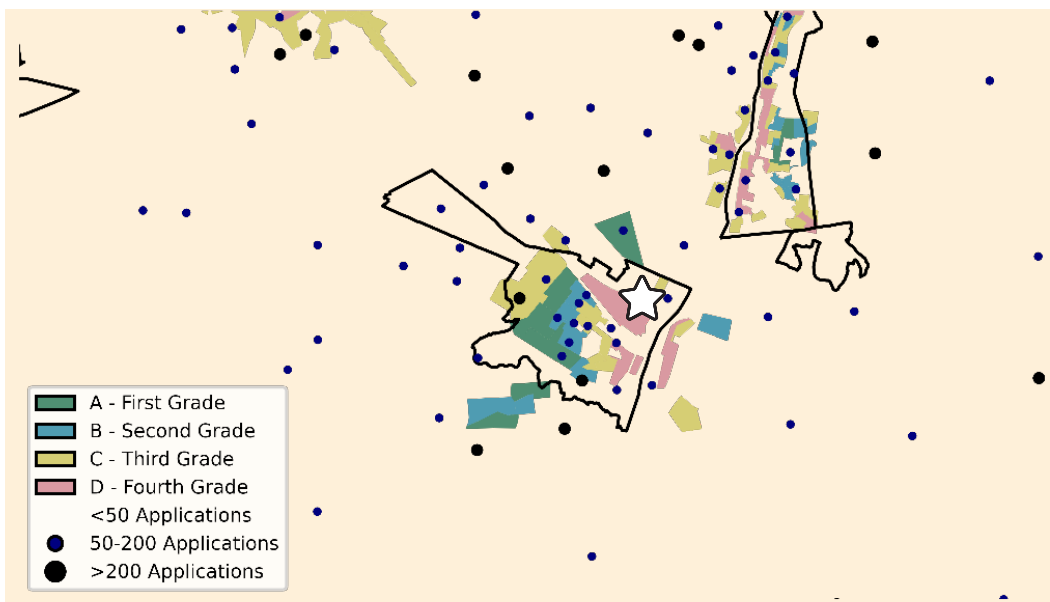 A - First Grade
B - Second Grade
C - Third Grade
D - Fourth Grade
<50 Applications
50-200 Applications
>200 Applications